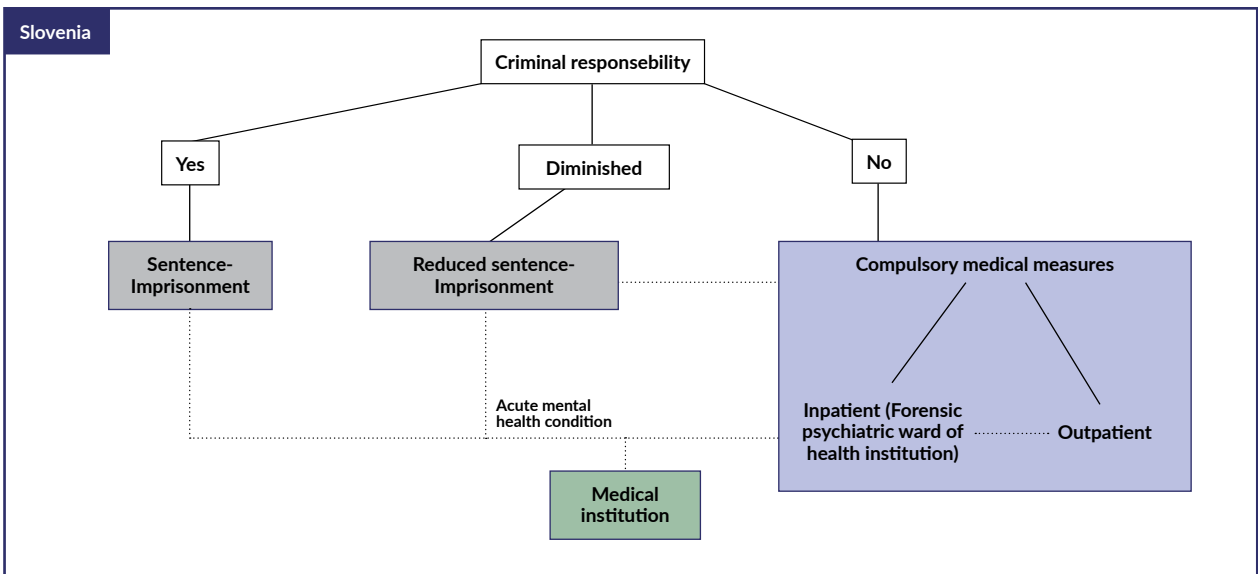 Slovenia
Criminal responsebility
Yes
Diminished
No
Sentence-
Imprisonment
Reduced sentence-
Imprisonment
Compulsory medical measures
Acute mental
health condition
Inpatient (Forensic
psychiatric ward of
health institution)
Outpatient
Medical
institution